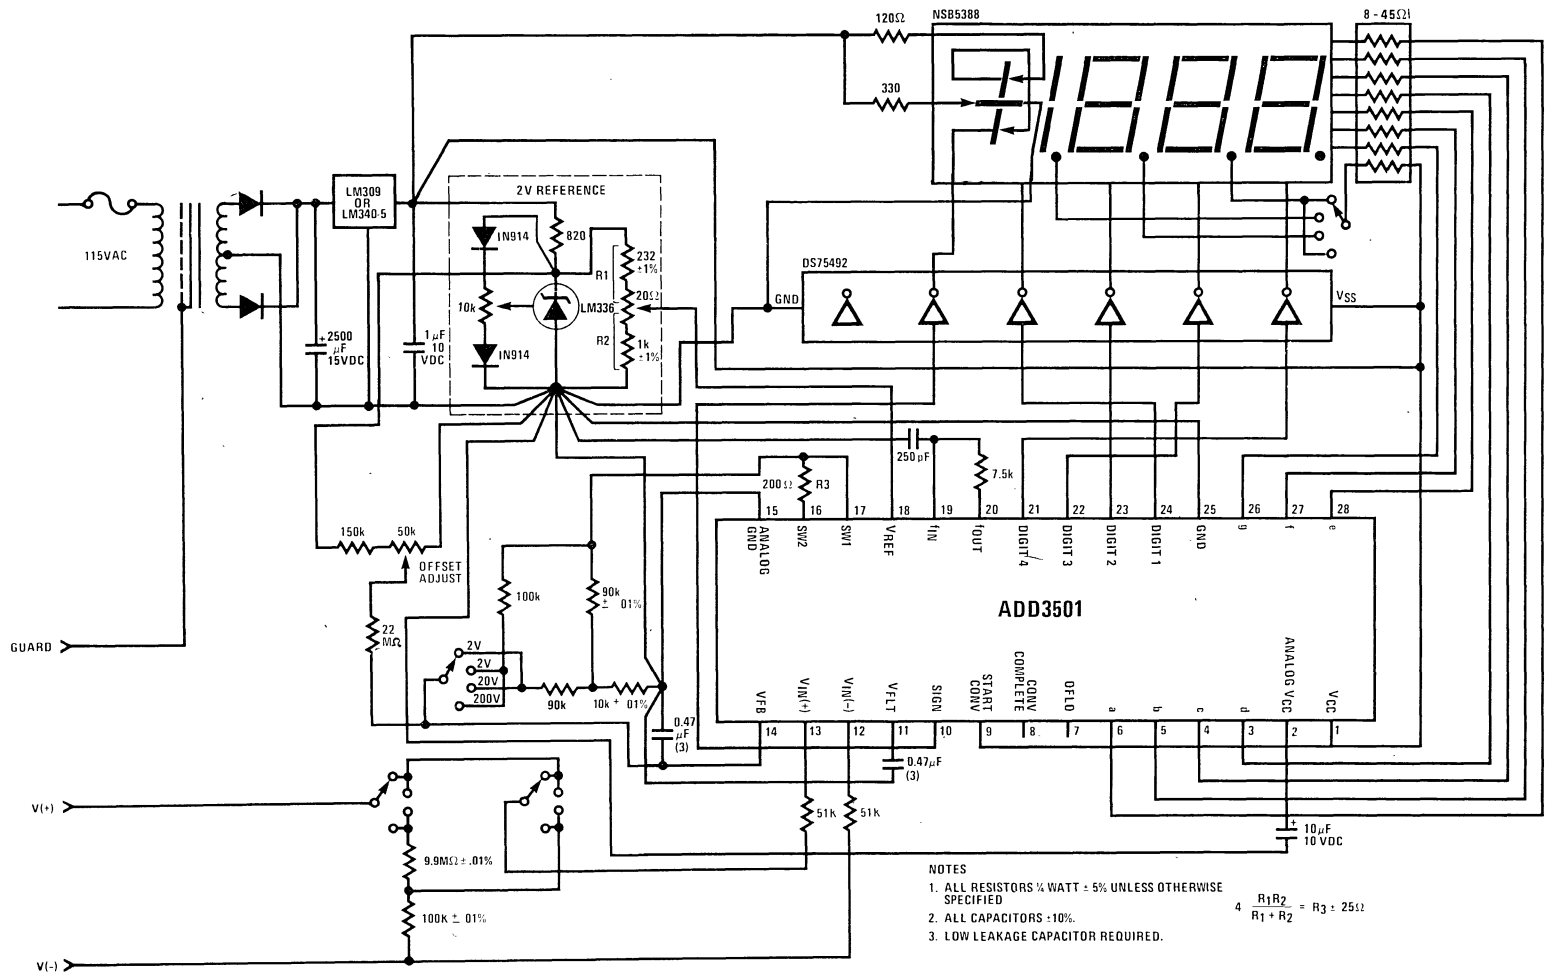 120Ω
NSB5388
8 - 45Ω
330
2V REFERENCE
LM309
OR
LM340-5
115VAC
IN914
820
232
±1%
R1
10k
LM336
20Ω
R2
1k
±1%
IN914
+
2500
μF
15VDC
1μF
10
VDC
DS75492
GND
VSS
250 pF
7.5k
200Ω
R3
150k
50k
OFFSET
ADJUST
22
MΩ
100k
90k
± 01%
GUARD
2V
2V
20V
200V
90k
10k ± 01%
0.47
μF
(3)
15
16
17
18
19
20
21
22
23
24
25
26
27
28
ANALOG
GND
SW2
SW1
VREF
fIN
fOUT
DIGIT 4
DIGIT 3
DIGIT 2
DIGIT 1
GND
g
f
e
ADD3501
VFB
VIN(+)
VIN(-)
VFLT
SIGN
START
CONV
CONV
COMPLETE
OFLO
a
b
c
d
ANALOG VCC
VCC
14
13
12
11
10
9
8
7
6
5
4
3
2
1
0.47μF
(3)
V(+)
51k
51k
+
10μF
10 VDC
9.9MΩ ± .01%
100K ± 01%
V(-)
NOTES
1. ALL RESISTORS ¼ WATT ± 5% UNLESS OTHERWISE
SPECIFIED
2. ALL CAPACITORS ±10%.
3. LOW LEAKAGE CAPACITOR REQUIRED.
4 R1R2 / R1 + R2 = R3 ± 25Ω